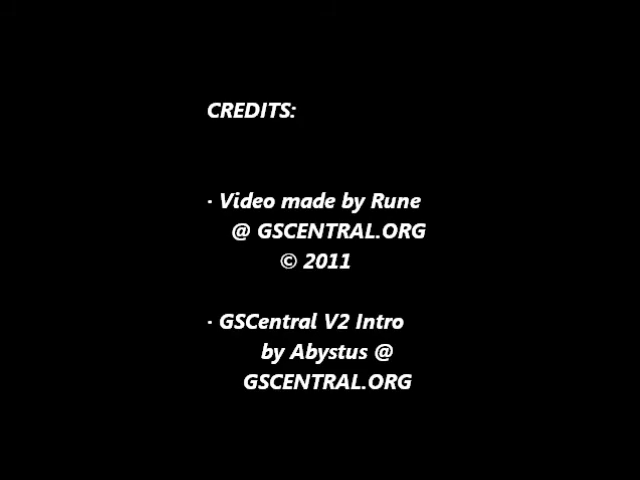 CREDITS:
· Video made by Rune
@ GSCENTRAL.ORG
© 2011
· GSCentral V2 Intro
by Abystus @
GSCENTRAL.ORG